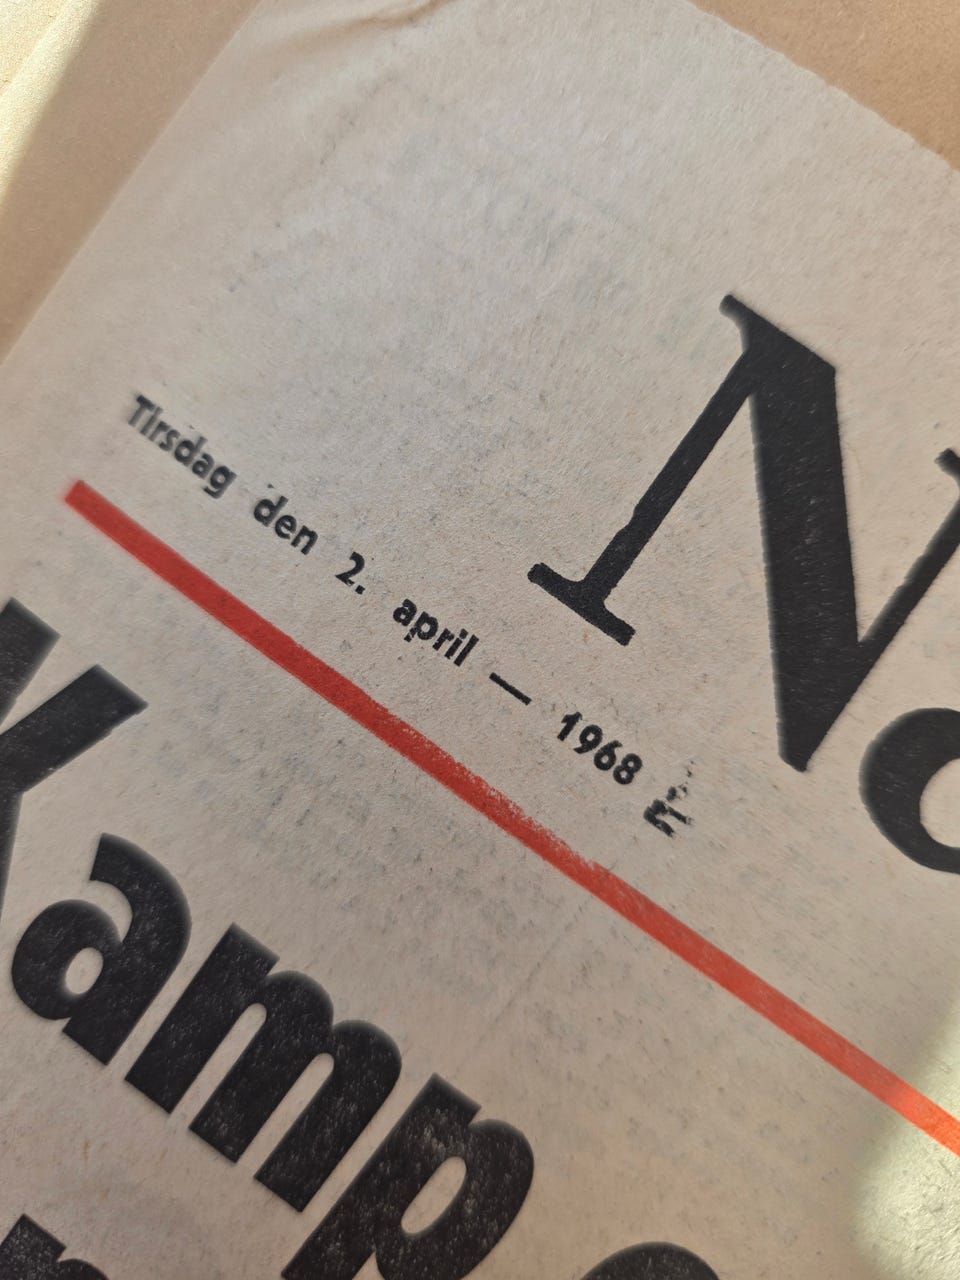 Tirsdag den 2. april — 1968
Kamp